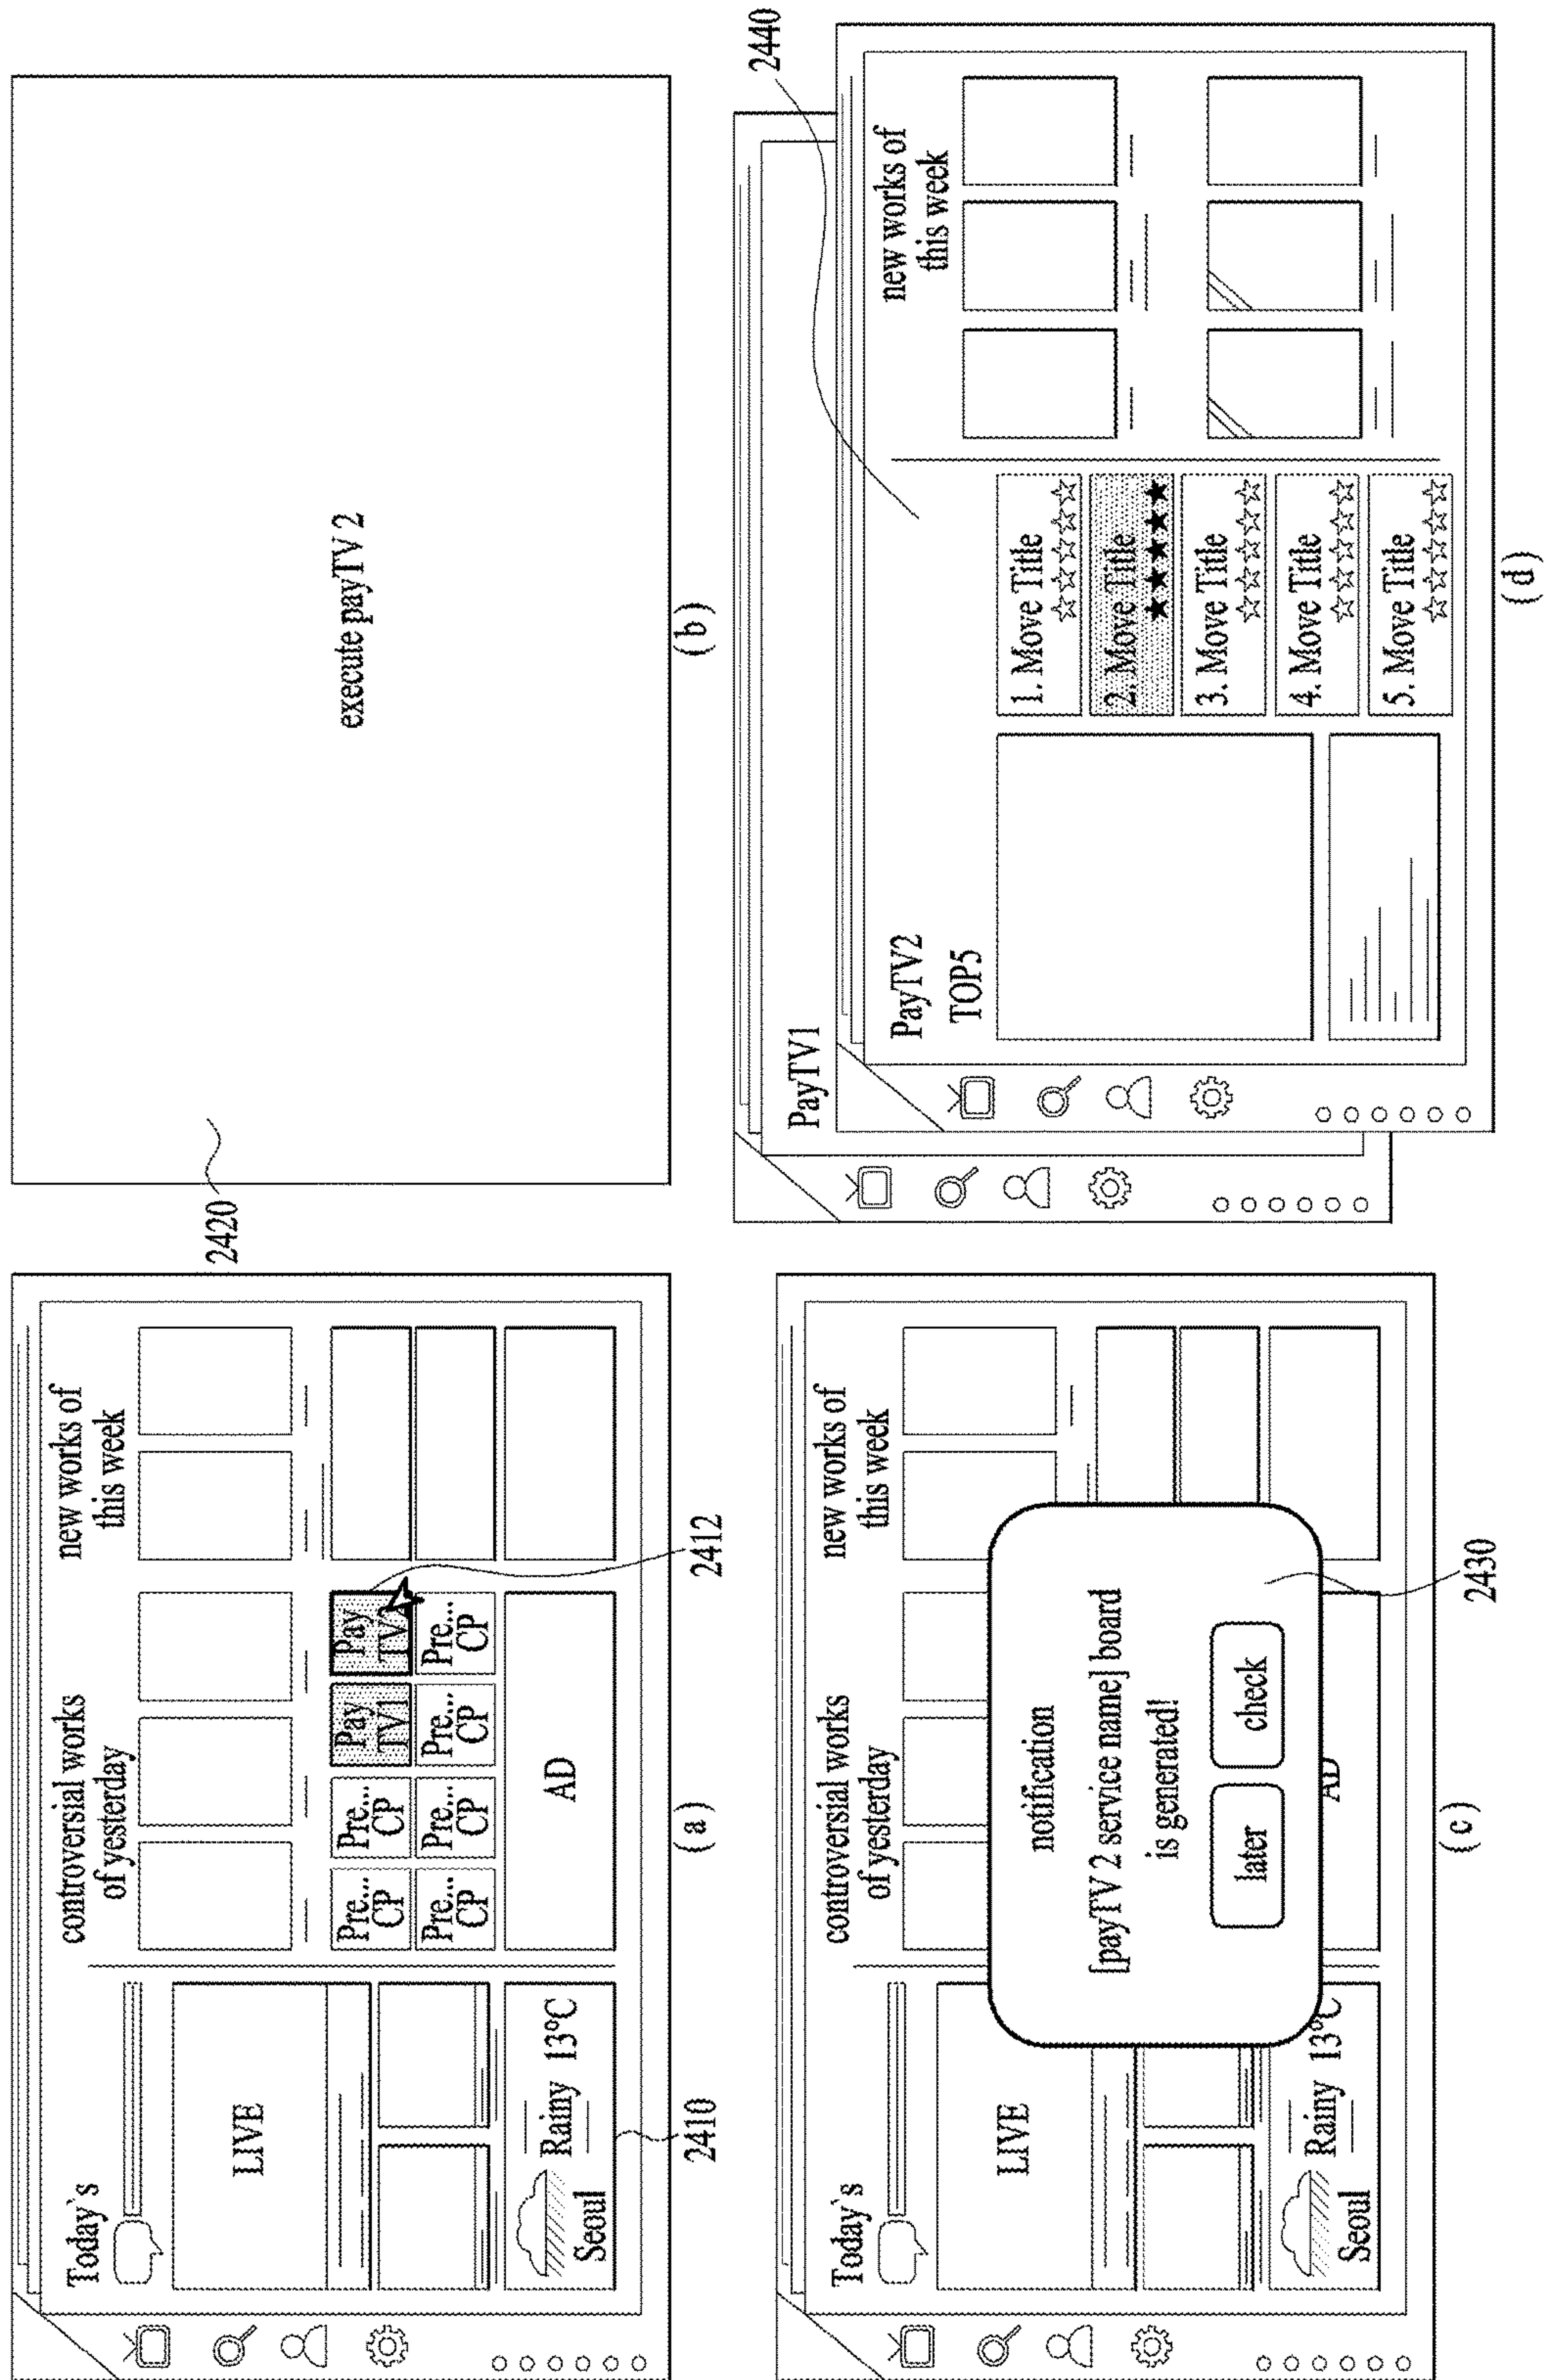 Today`s
LIVE
Seoul
Rainy 13°C
controversial works
of yesterday
Pre...
CP
Pre...
CP
Pay
TV1
Pay
Pre...
CP
Pre...
CP
Pre...
CP
Pre...
CP
AD
new works of
this week
2410
2412
(a)
execute payTV 2
2420
(b)
Today`s
LIVE
Seoul
Rainy 13°C
controversial works
of yesterday
AD
new works of
this week
notification
[payTV 2 service name] board
is generated!
later
check
2430
(c)
PayTV1
PayTV2
TOP5
1. Move Title
☆☆☆☆☆
2. Move Title
★★★★★
3. Move Title
☆☆☆☆☆
4. Move Title
☆☆☆☆☆
5. Move Title
☆☆☆☆☆
new works of
this week
2440
(d)